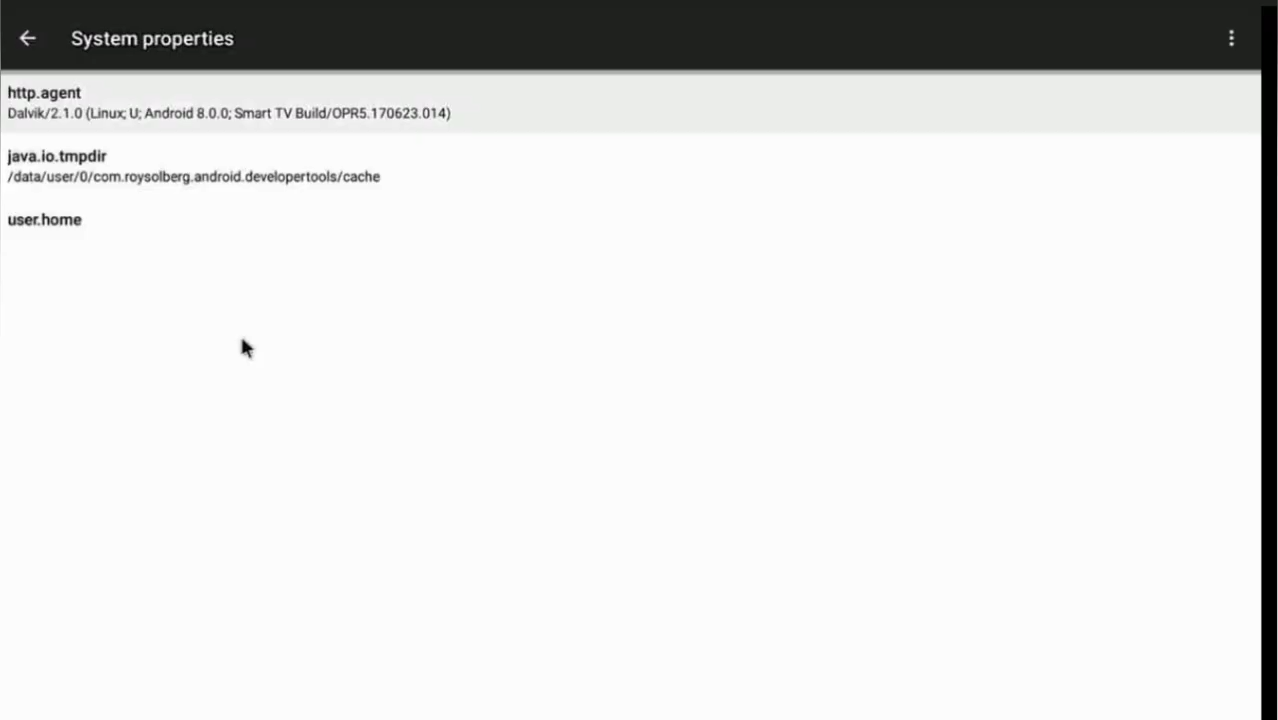 System properties
http.agent
Dalvik/2.1.0 (Linux; U; Android 8.0.0; Smart TV Build/OPR5.170623.014)
java.io.tmpdir
/data/user/0/com.roysolberg.android.developertools/cache
user.home